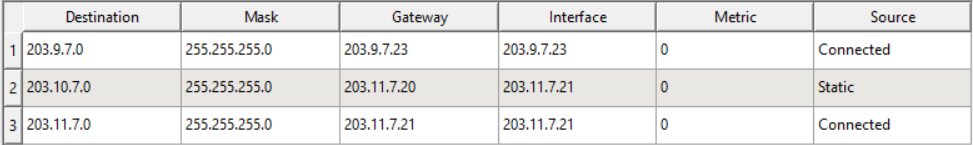 Destination Mask Gateway Interface Metric Source
1 203.9.7.0 255.255.255.0 203.9.7.23 203.9.7.23 0 Connected
2 203.10.7.0 255.255.255.0 203.11.7.20 203.11.7.21 0 Static
3 203.11.7.0 255.255.255.0 203.11.7.21 203.11.7.21 0 Connected